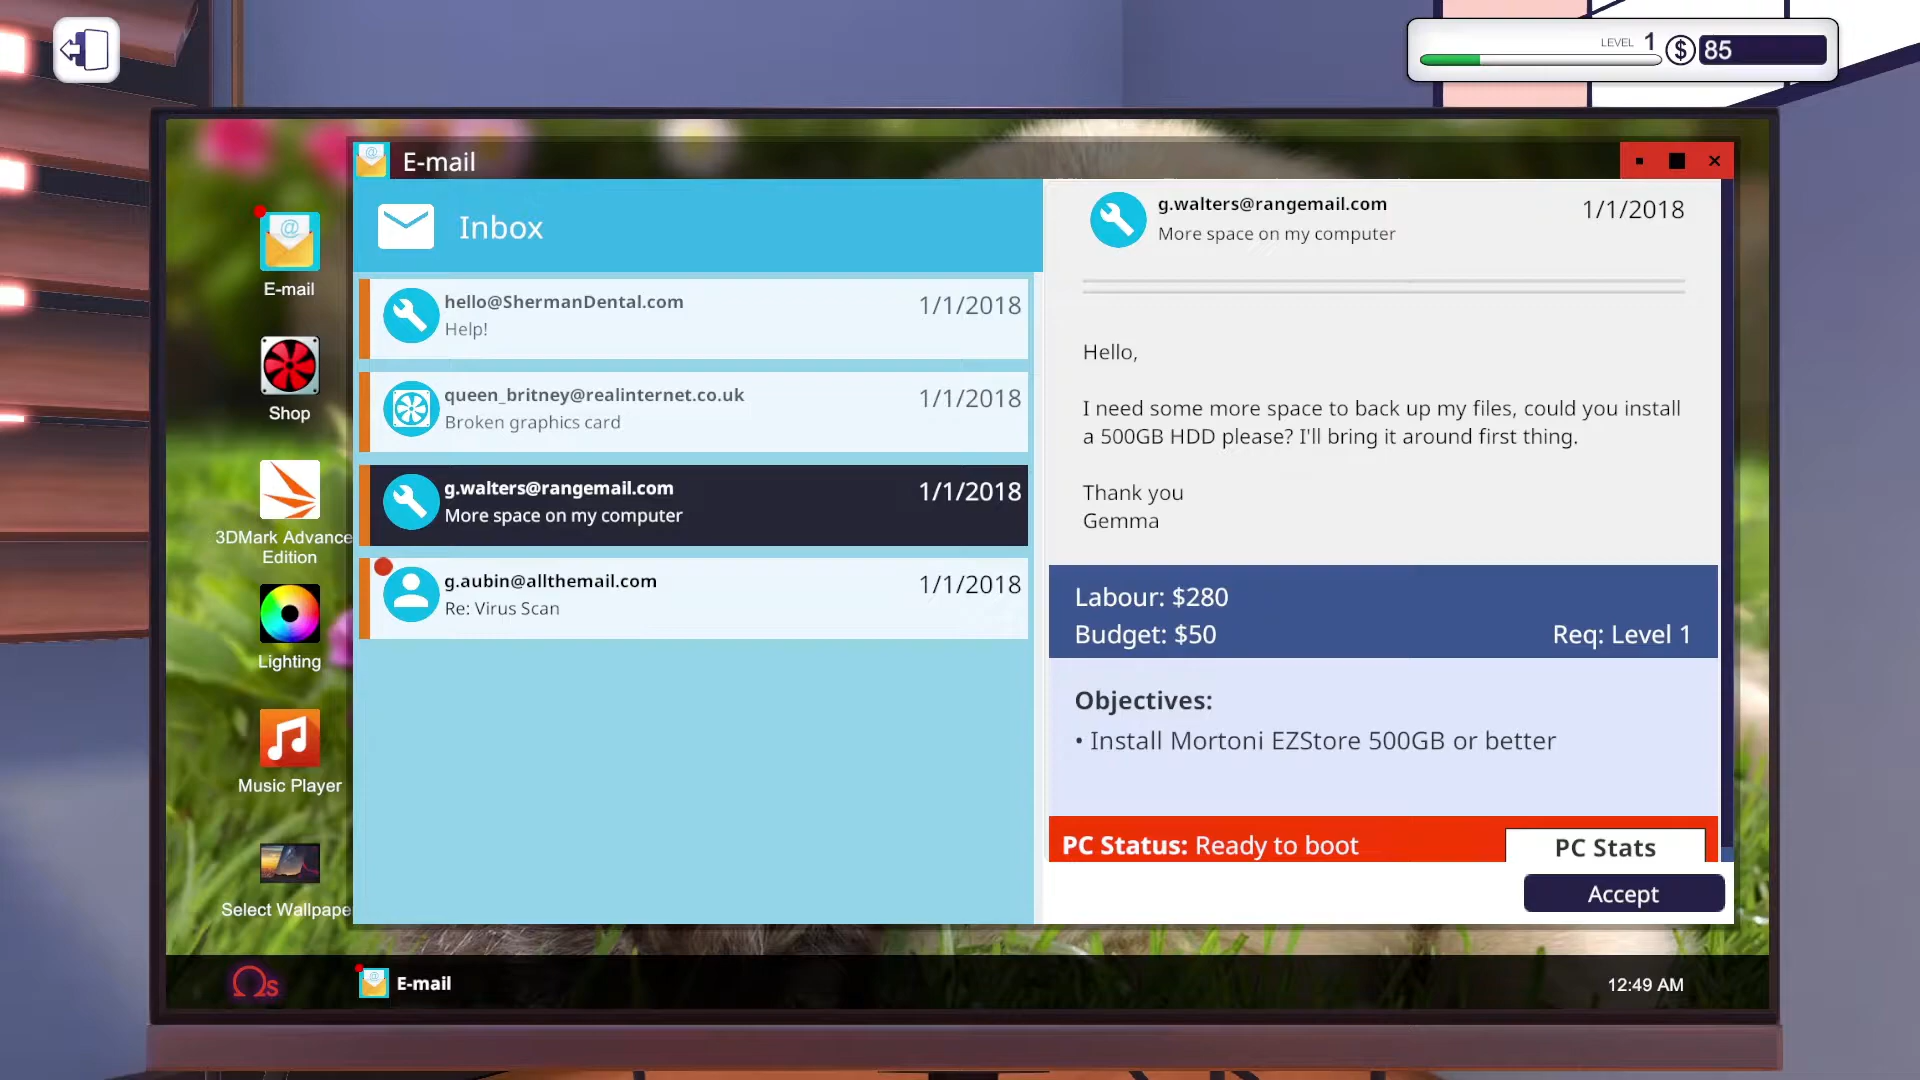 LEVEL 1
$ 85
E-mail
Inbox
hello@ShermanDental.com
1/1/2018
Help!
queen_britney@realinternet.co.uk
1/1/2018
Broken graphics card
g.walters@rangemail.com
1/1/2018
More space on my computer
g.aubin@allthemail.com
1/1/2018
Re: Virus Scan
g.walters@rangemail.com
1/1/2018
More space on my computer
Hello,
I need some more space to back up my files, could you install
a 500GB HDD please? I'll bring it around first thing.
Thank you
Gemma
Labour: $280
Budget: $50
Req: Level 1
Objectives:
• Install Mortoni EZStore 500GB or better
PC Status: Ready to boot
PC Stats
Accept
E-mail
Shop
3DMark Advance
Edition
Lighting
Music Player
Select Wallpape
Ωs
E-mail
12:49 AM